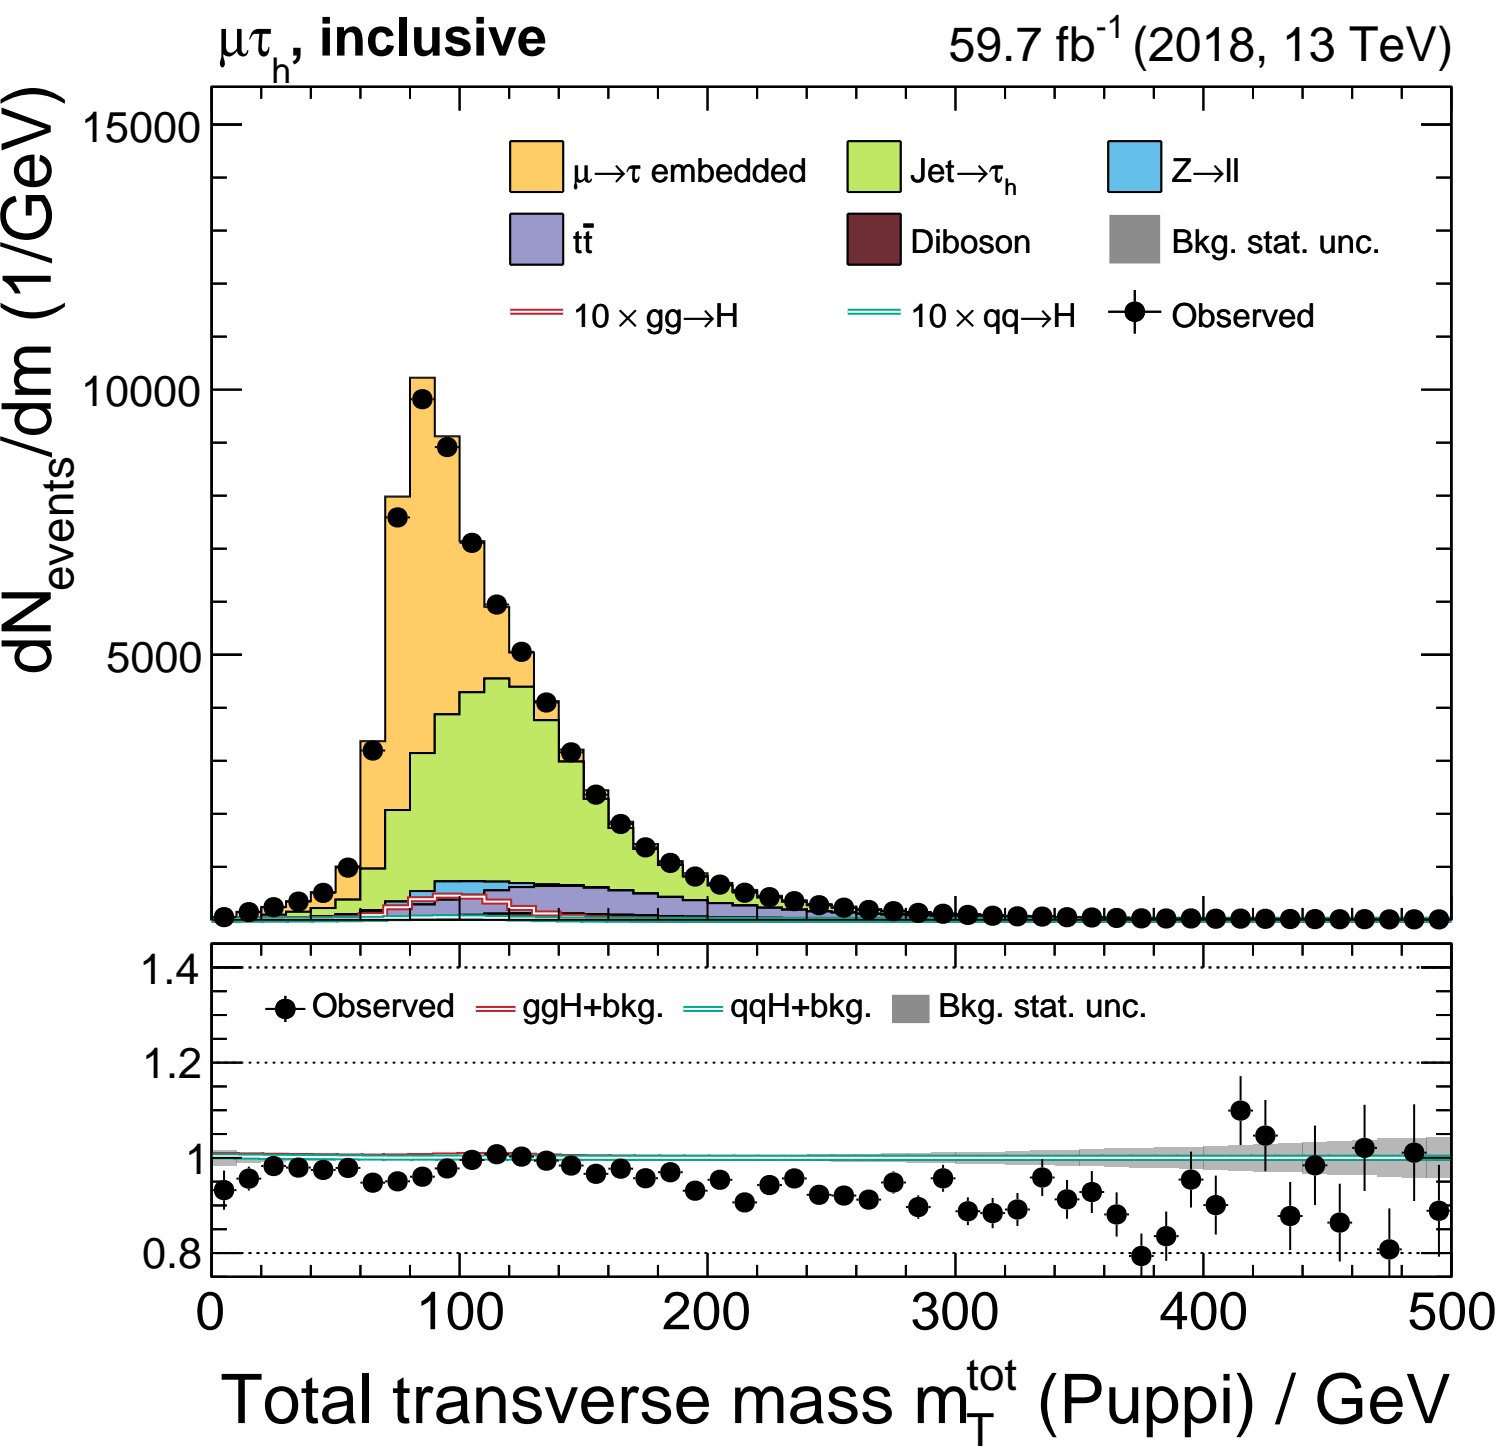 μτh, inclusive 59.7 fb-1 (2018, 13 TeV)
dNevents/dm (1/GeV)
15000
10000
5000
μ→τ embedded Jet→τh Z→ll
tt̄ Diboson Bkg. stat. unc.
10 × gg→H 10 × qq→H Observed
1.4
1.2
1
0.8
Observed ggH+bkg. qqH+bkg. Bkg. stat. unc.
0 100 200 300 400 500
Total transverse mass mTtot (Puppi) / GeV